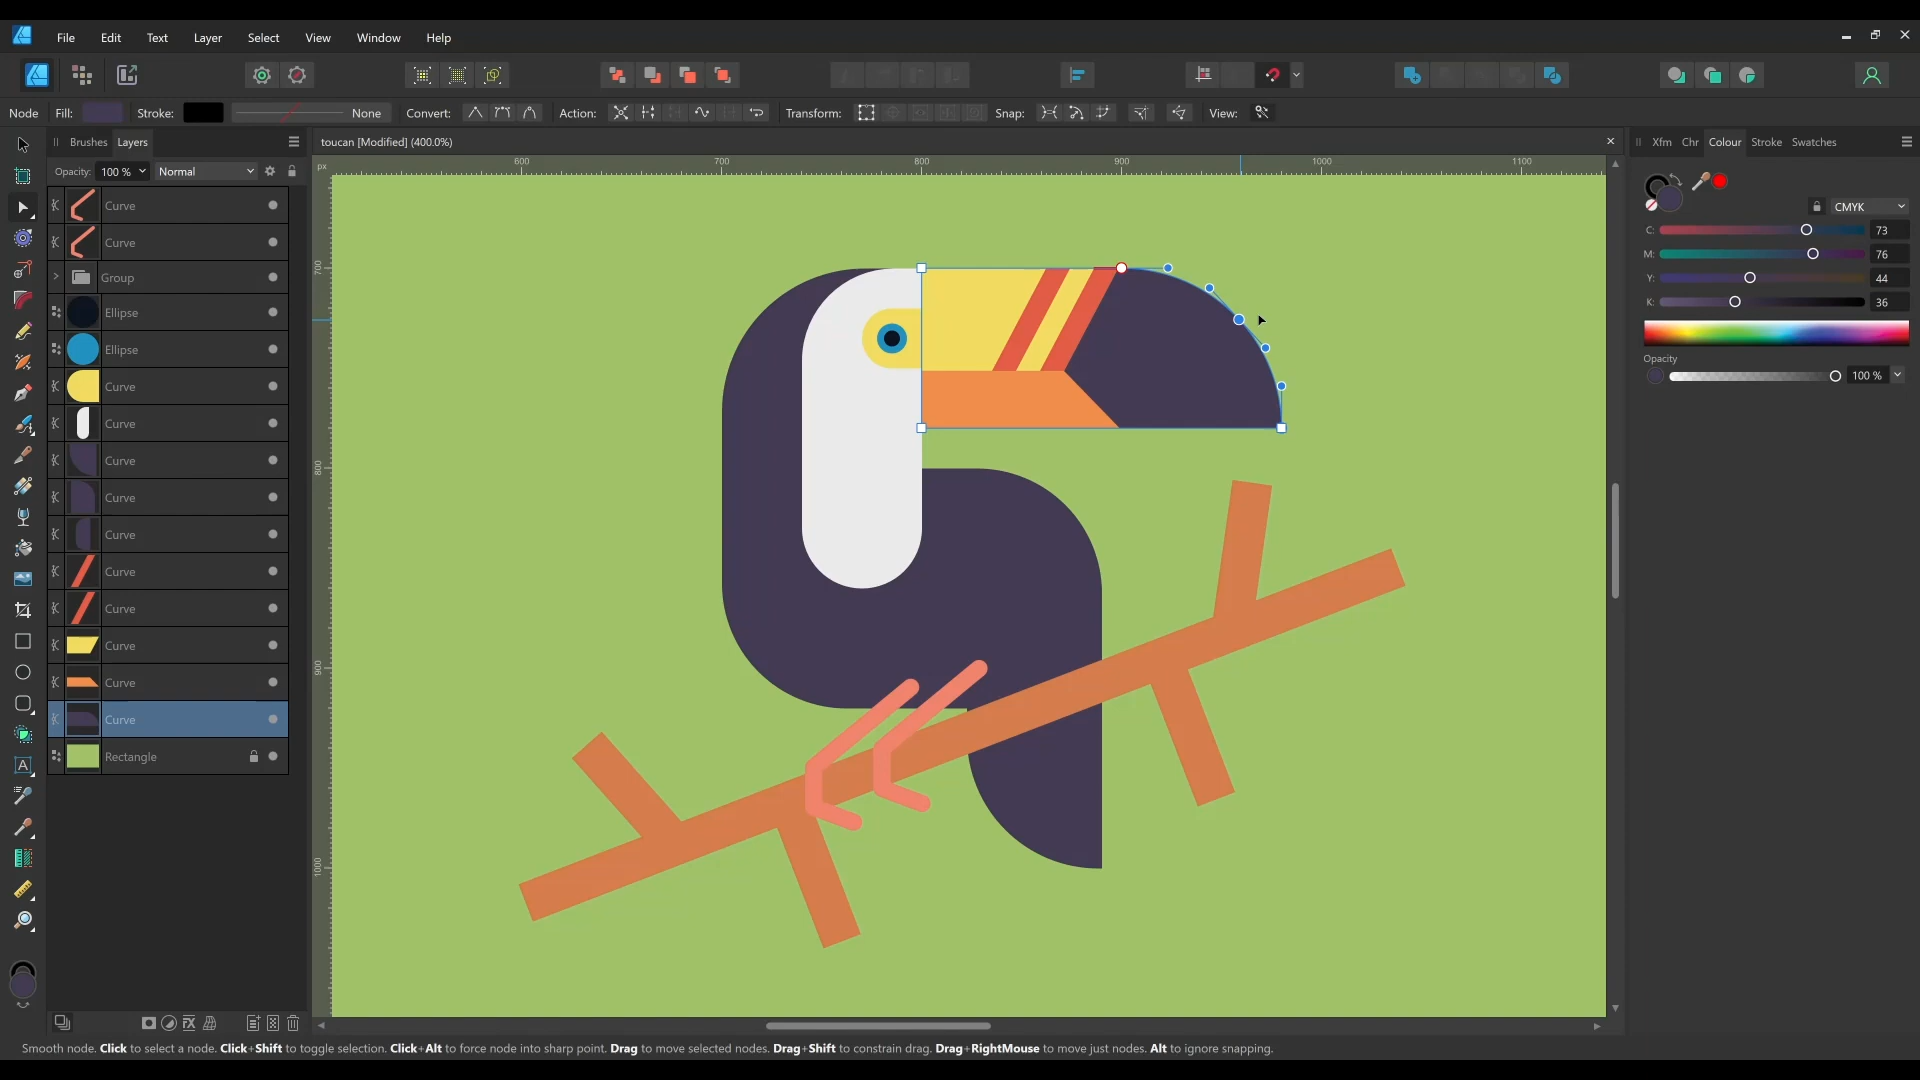 File Edit Text Layer Select View Window Help
Node Fill: Stroke: None Convert: Action: Transform: Snap: View:
Brushes Layers
toucan [Modified] (400.0%)
Xfm Chr Colour Stroke Swatches
Opacity: 100 % Normal
px 600 700 800 900 1000 1100
700
800
900
1000
Curve
Curve
Group
Ellipse
Ellipse
Curve
Curve
Curve
Curve
Curve
Curve
Curve
Curve
Curve
Curve
Rectangle
CMYK
C: 73
M: 76
Y: 44
K: 36
Opacity
100 %
Smooth node. Click to select a node. Click+Shift to toggle selection. Click+Alt to force node into sharp point. Drag to move selected nodes. Drag+Shift to constrain drag. Drag+RightMouse to move just nodes. Alt to ignore snapping.